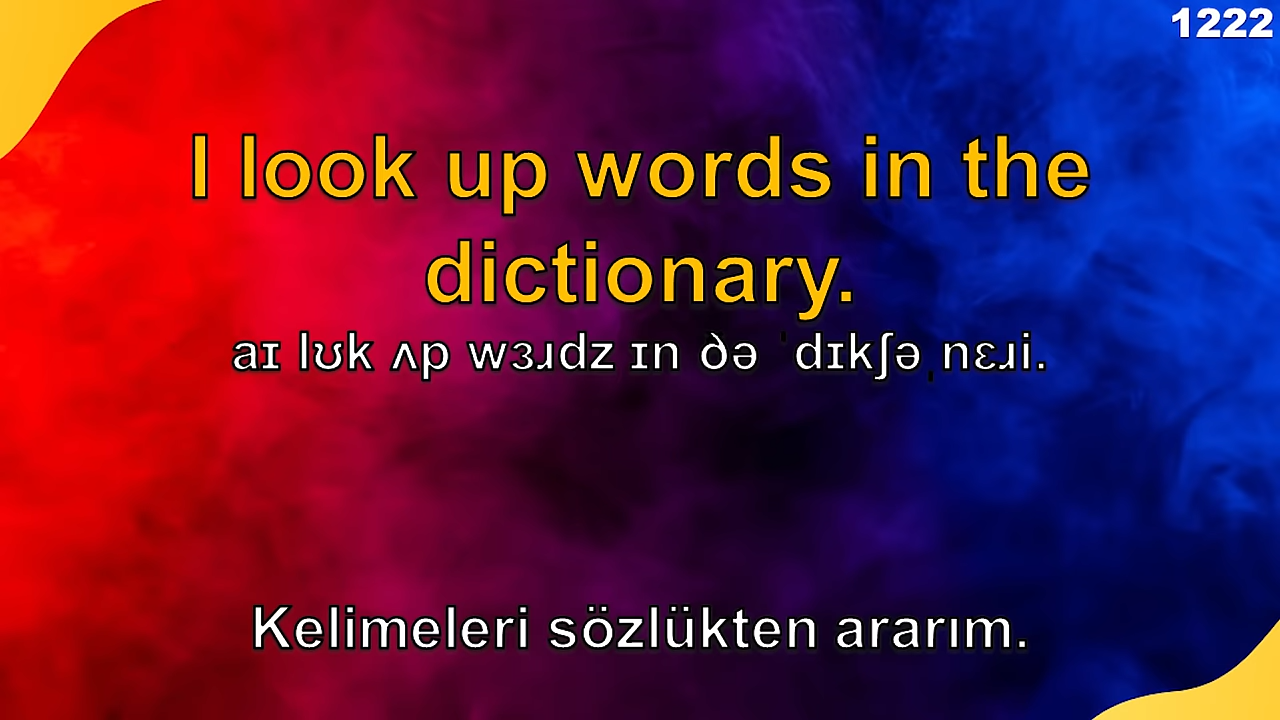 1222
I look up words in the
dictionary.
aɪ lʊk ʌp wɜɹdz ɪn ðə ˈdɪkʃəˌnɛɹi.
Kelimeleri sözlükten ararım.